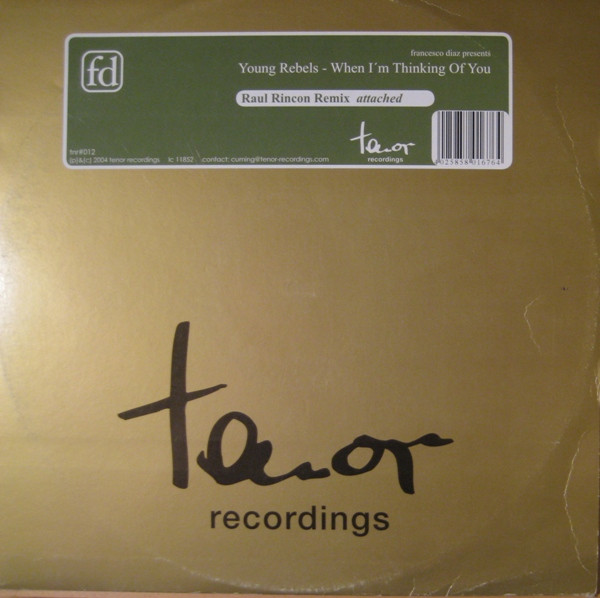 fd
francesco diaz presents
Young Rebels - When I´m Thinking Of You
Raul Rincon Remix attached
tenor
recordings
tnr#012
(p)&(c) 2004 tenor recordings lc 11852 contact: cuming@tenor-recordings.com
tenor
recordings